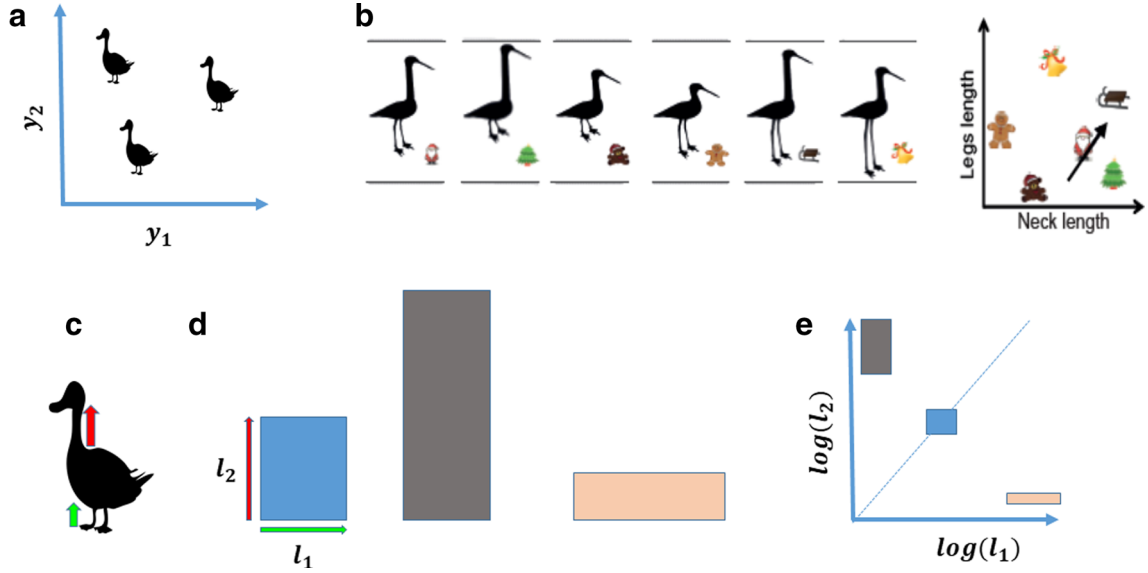 a
y₂
y₁
b
Legs length
Neck length
c
d
l₂
l₁
e
log(l₂)
log(l₁)